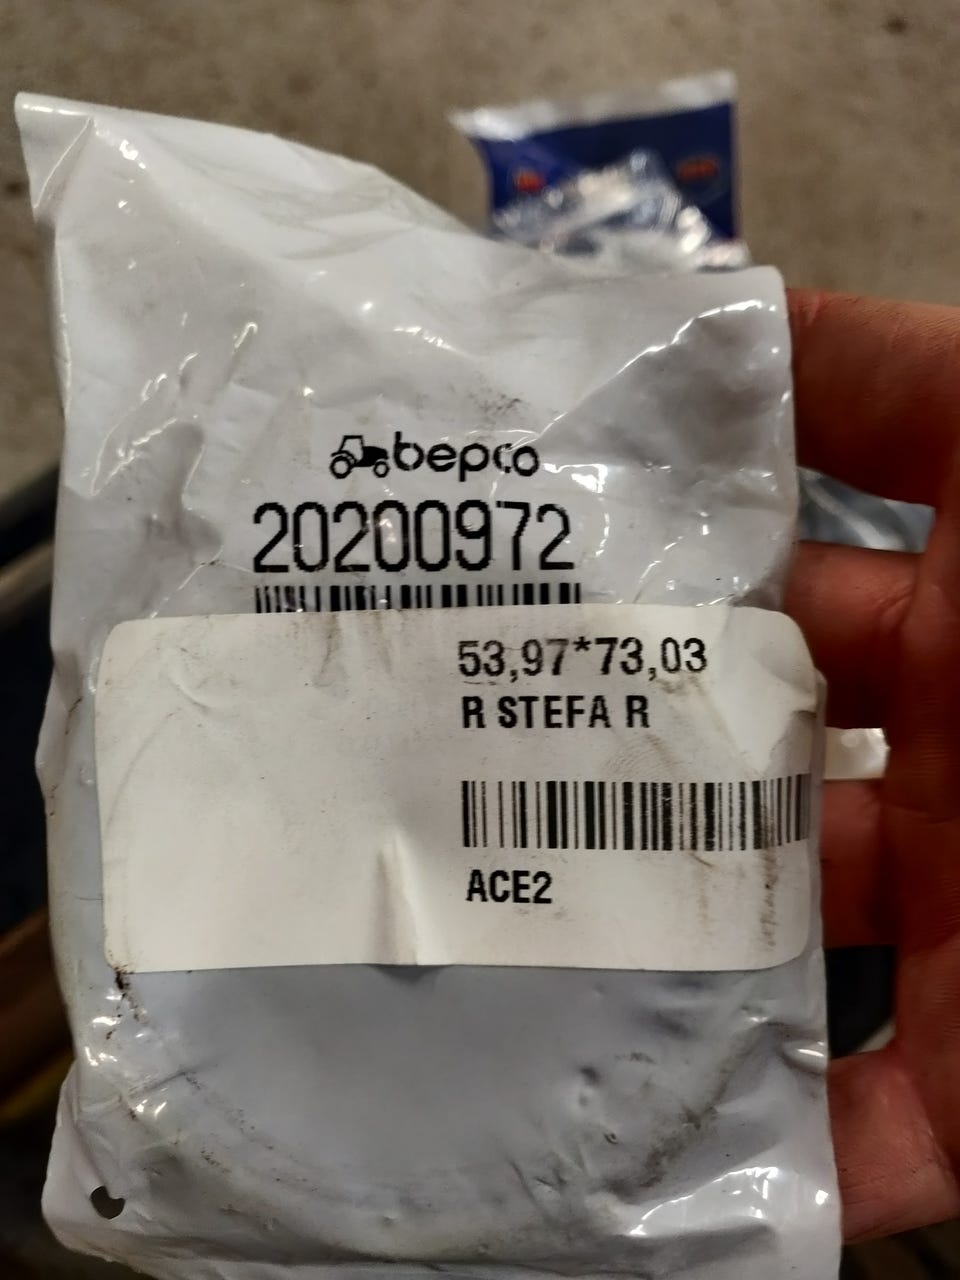 bepco
20200972
53,97*73,03
R STEFA R
ACE2